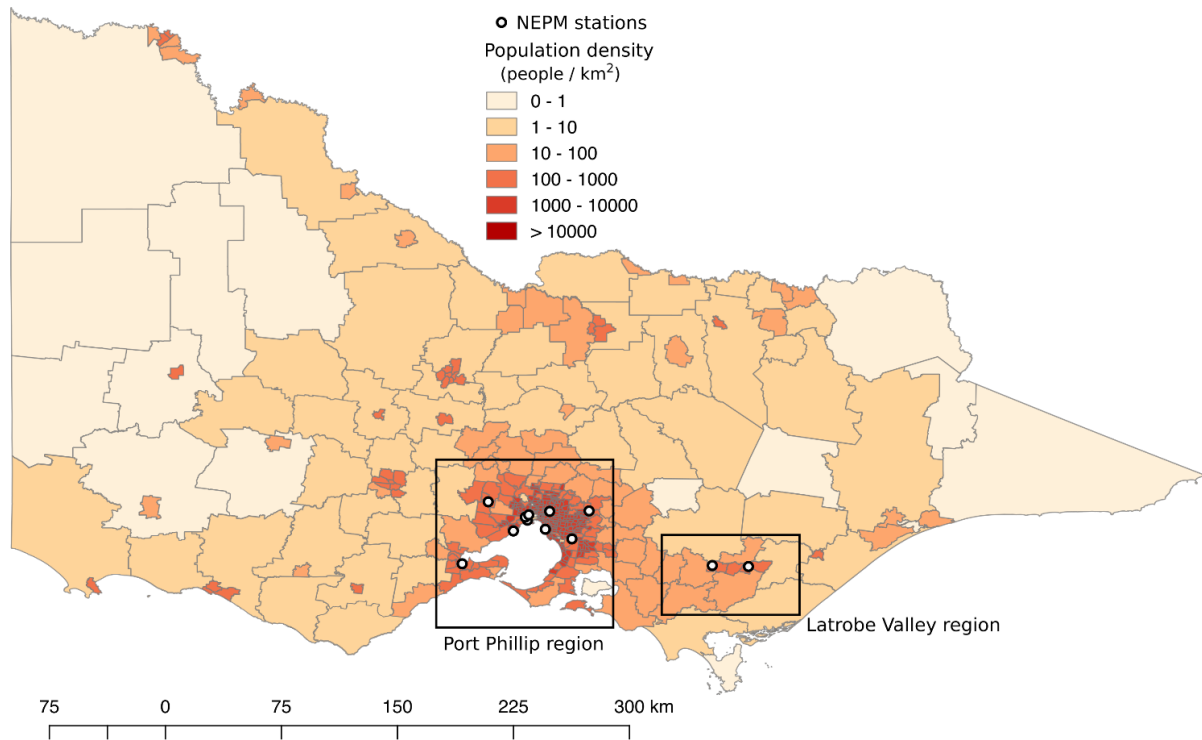 NEPM stations
Population density
(people / km²)
0 - 1
1 - 10
10 - 100
100 - 1000
1000 - 10000
> 10000
Port Phillip region
Latrobe Valley region
75 0 75 150 225 300 km